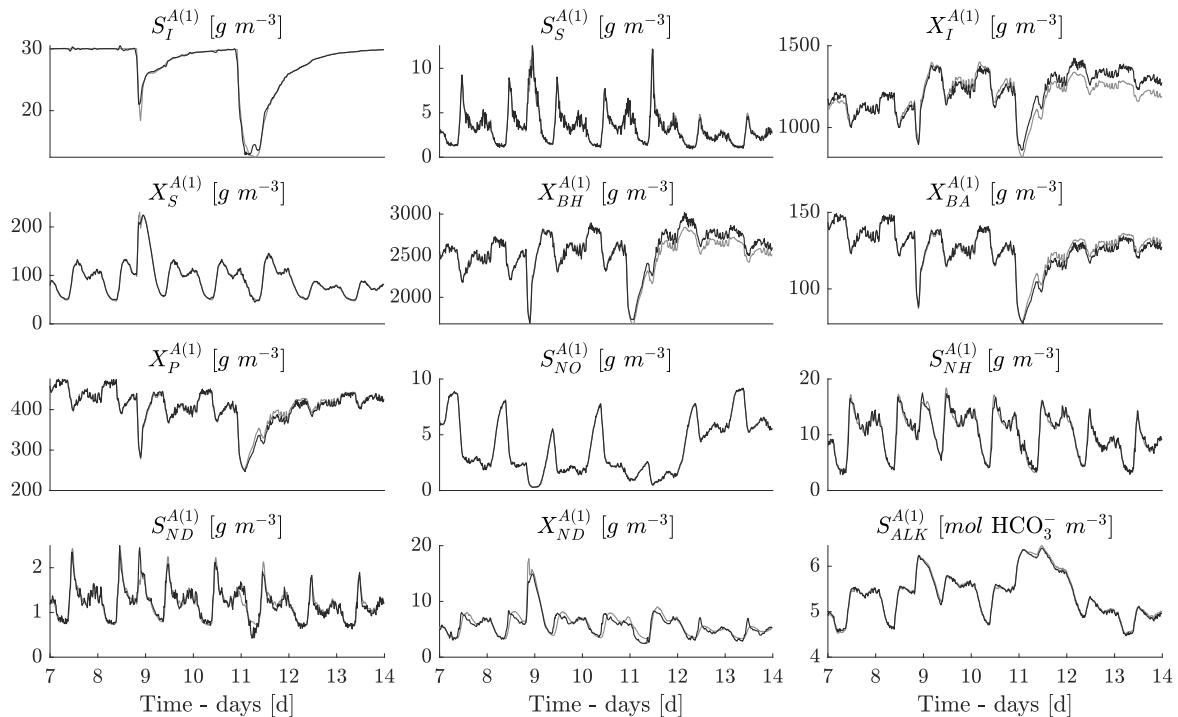 S_I^{A(1)} [g m^{-3}] S_S^{A(1)} [g m^{-3}] X_I^{A(1)} [g m^{-3}]
30 10 1500
20 5 1000
0
X_S^{A(1)} [g m^{-3}] X_{BH}^{A(1)} [g m^{-3}] X_{BA}^{A(1)} [g m^{-3}]
200 3000 150
100 2500 100
0 2000
X_P^{A(1)} [g m^{-3}] S_{NO}^{A(1)} [g m^{-3}] S_{NH}^{A(1)} [g m^{-3}]
400 10 20
300 5 10
200 0 0
S_{ND}^{A(1)} [g m^{-3}] X_{ND}^{A(1)} [g m^{-3}] S_{ALK}^{A(1)} [mol HCO_3^- m^{-3}]
2 20 6
1 10
0 0 4
7 8 9 10 11 12 13 14 7 8 9 10 11 12 13 14 7 8 9 10 11 12 13 14
Time - days [d] Time - days [d] Time - days [d]